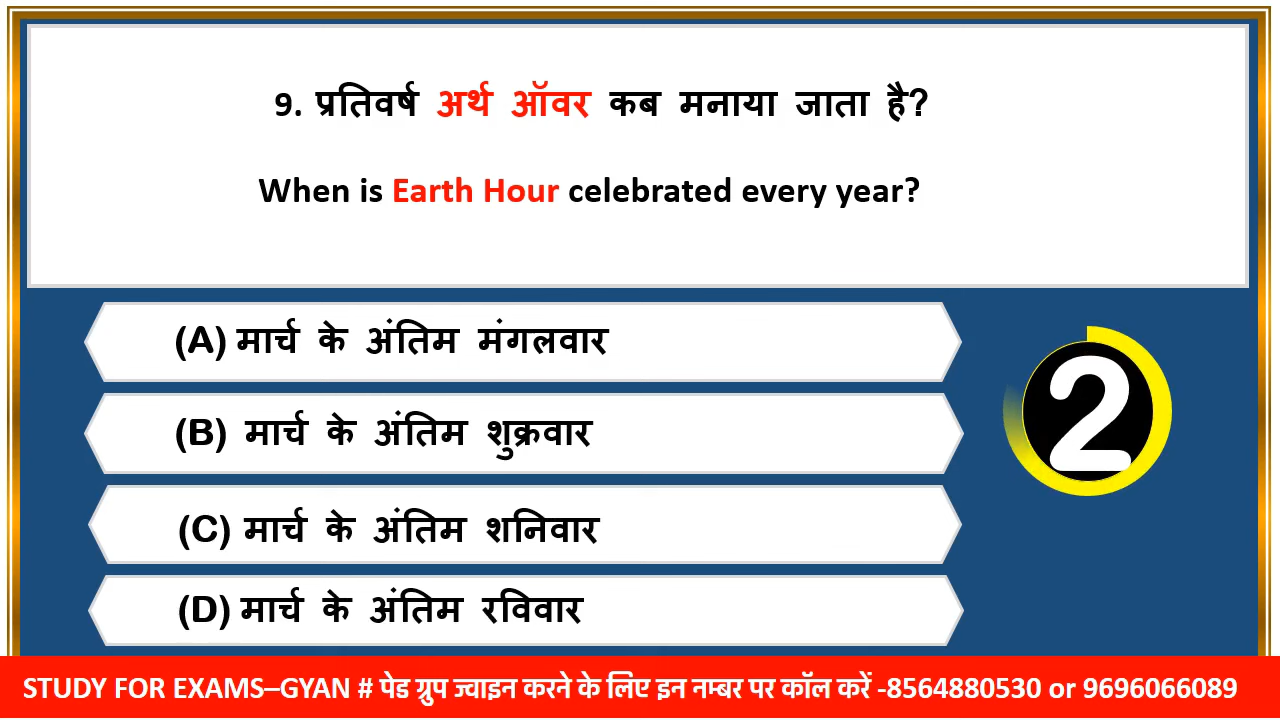 9. प्रतिवर्ष अर्थ ऑवर कब मनाया जाता है?
When is Earth Hour celebrated every year?
(A) मार्च के अंतिम मंगलवार
(B) मार्च के अंतिम शुक्रवार
(C) मार्च के अंतिम शनिवार
(D) मार्च के अंतिम रविवार
2
STUDY FOR EXAMS–GYAN # पेड ग्रुप ज्वाइन करने के लिए इन नम्बर पर कॉल करें -8564880530 or 9696066089